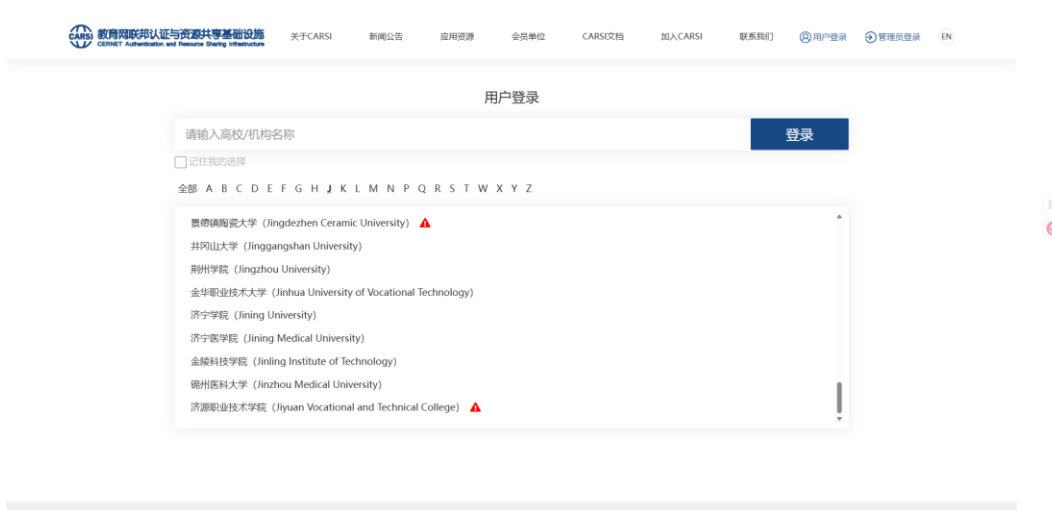 CARSI 教育网联邦认证与资源共享基础设施
CERNET Authentication and Resource Sharing Infrastructure
关于CARSI 新闻公告 应用资源 会员单位 CARSI文档 加入CARSI 联系我们 用户登录 管理员登录 EN
用户登录
请输入高校/机构名称 登录
记住我的选择
全部 A B C D E F G H J K L M N P Q R S T W X Y Z
景德镇陶瓷大学（Jingdezhen Ceramic University）
井冈山大学（Jinggangshan University）
荆州学院（Jingzhou University）
金华职业技术大学（Jinhua University of Vocational Technology）
济宁学院（Jining University）
济宁医学院（Jining Medical University）
金陵科技学院（Jinling Institute of Technology）
锦州医科大学（Jinzhou Medical University）
济源职业技术学院（Jiyuan Vocational and Technical College）